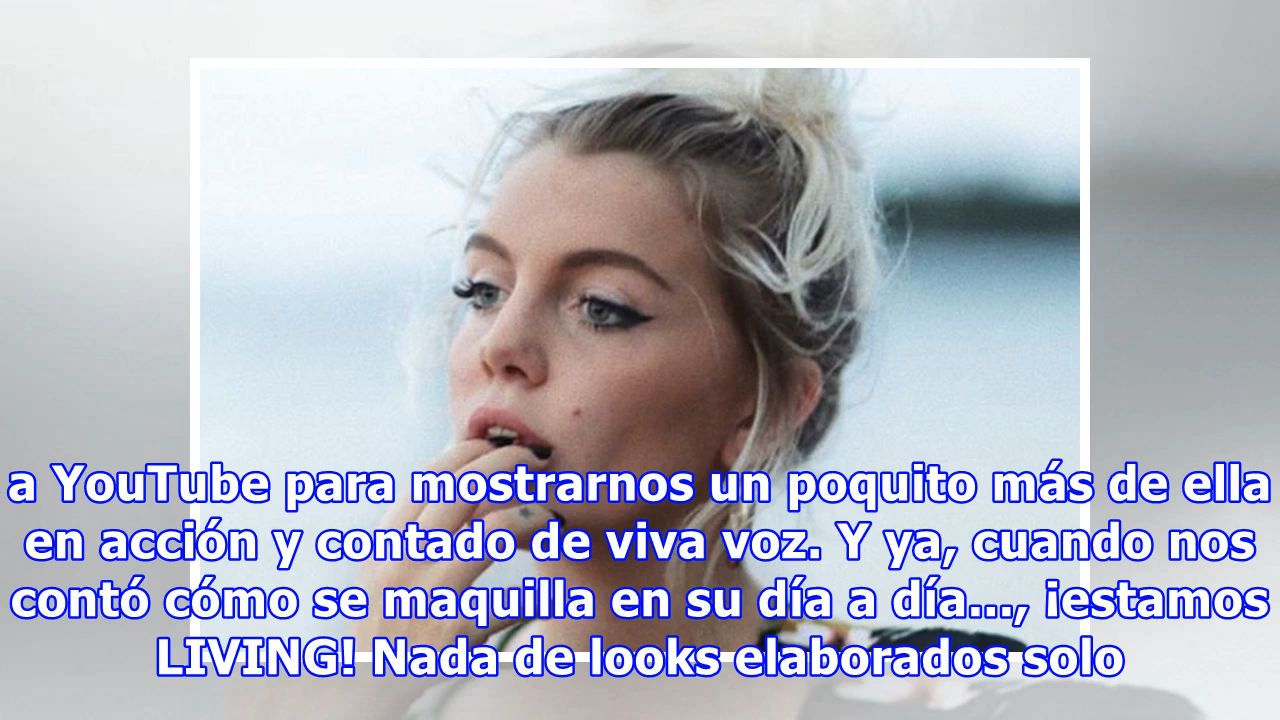 a YouTube para mostrarnos un poquito más de ella
en acción y contado de viva voz. Y ya, cuando nos
contó cómo se maquilla en su día a día..., ¡estamos
LIVING! Nada de looks elaborados solo